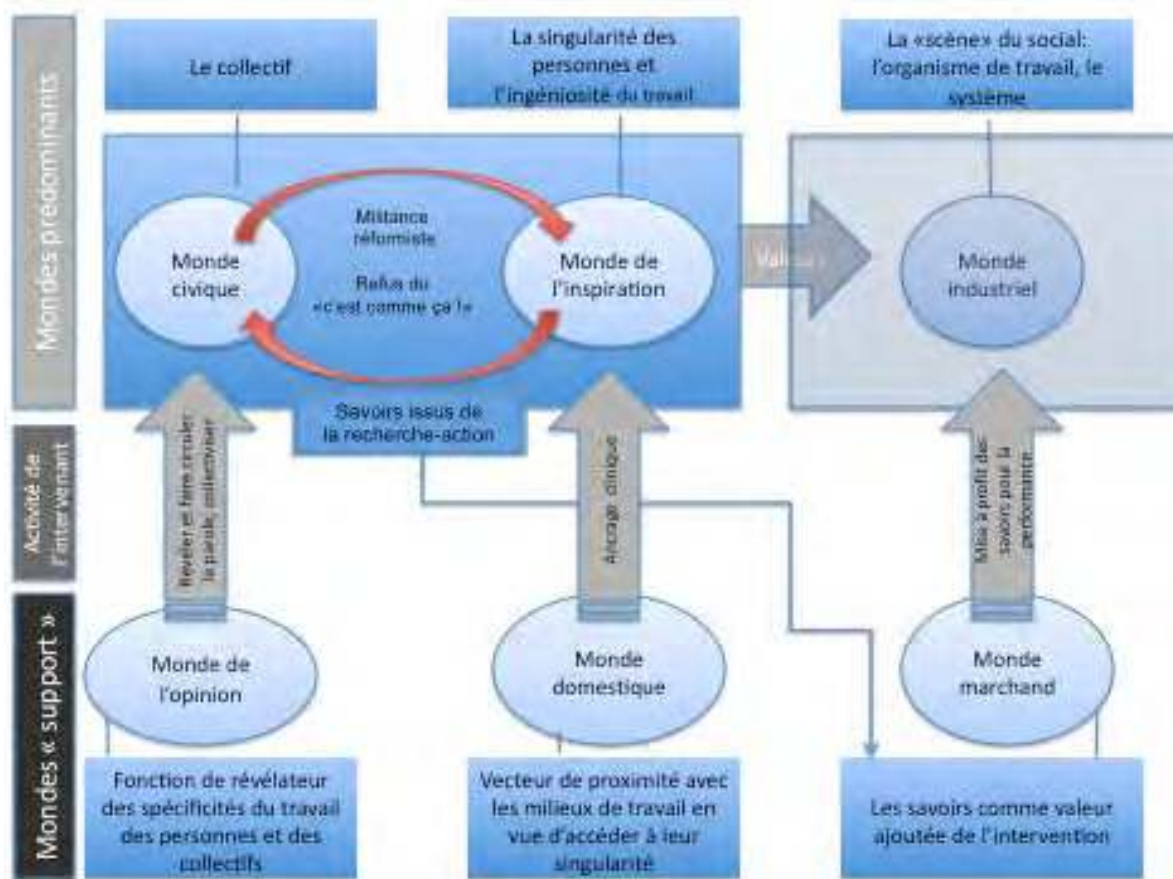 Mondes prédominants
Le collectif
La singularité des
personnes et
l'ingéniosité du travail
La «scène» du social:
l'organisme de travail, le
système
Monde
civique
Militance
réformiste
Refus du
«c'est comme ça !»
Monde de
l'inspiration
Monde
industriel
Savoirs issus de
la recherche-action
Activité de
l'intervenant
Révéler et faire circuler
la parole, collectiviser
Ancrage clinique
Mise à profit des
savoirs pour la
performance
Mondes « support »
Monde de
l'opinion
Monde
domestique
Monde
marchand
Fonction de révélateur
des spécificités du travail
des personnes et des
collectifs
Vecteur de proximité avec
les milieux de travail en
vue d'accéder à leur
singularité
Les savoirs comme valeur
ajoutée de l'intervention